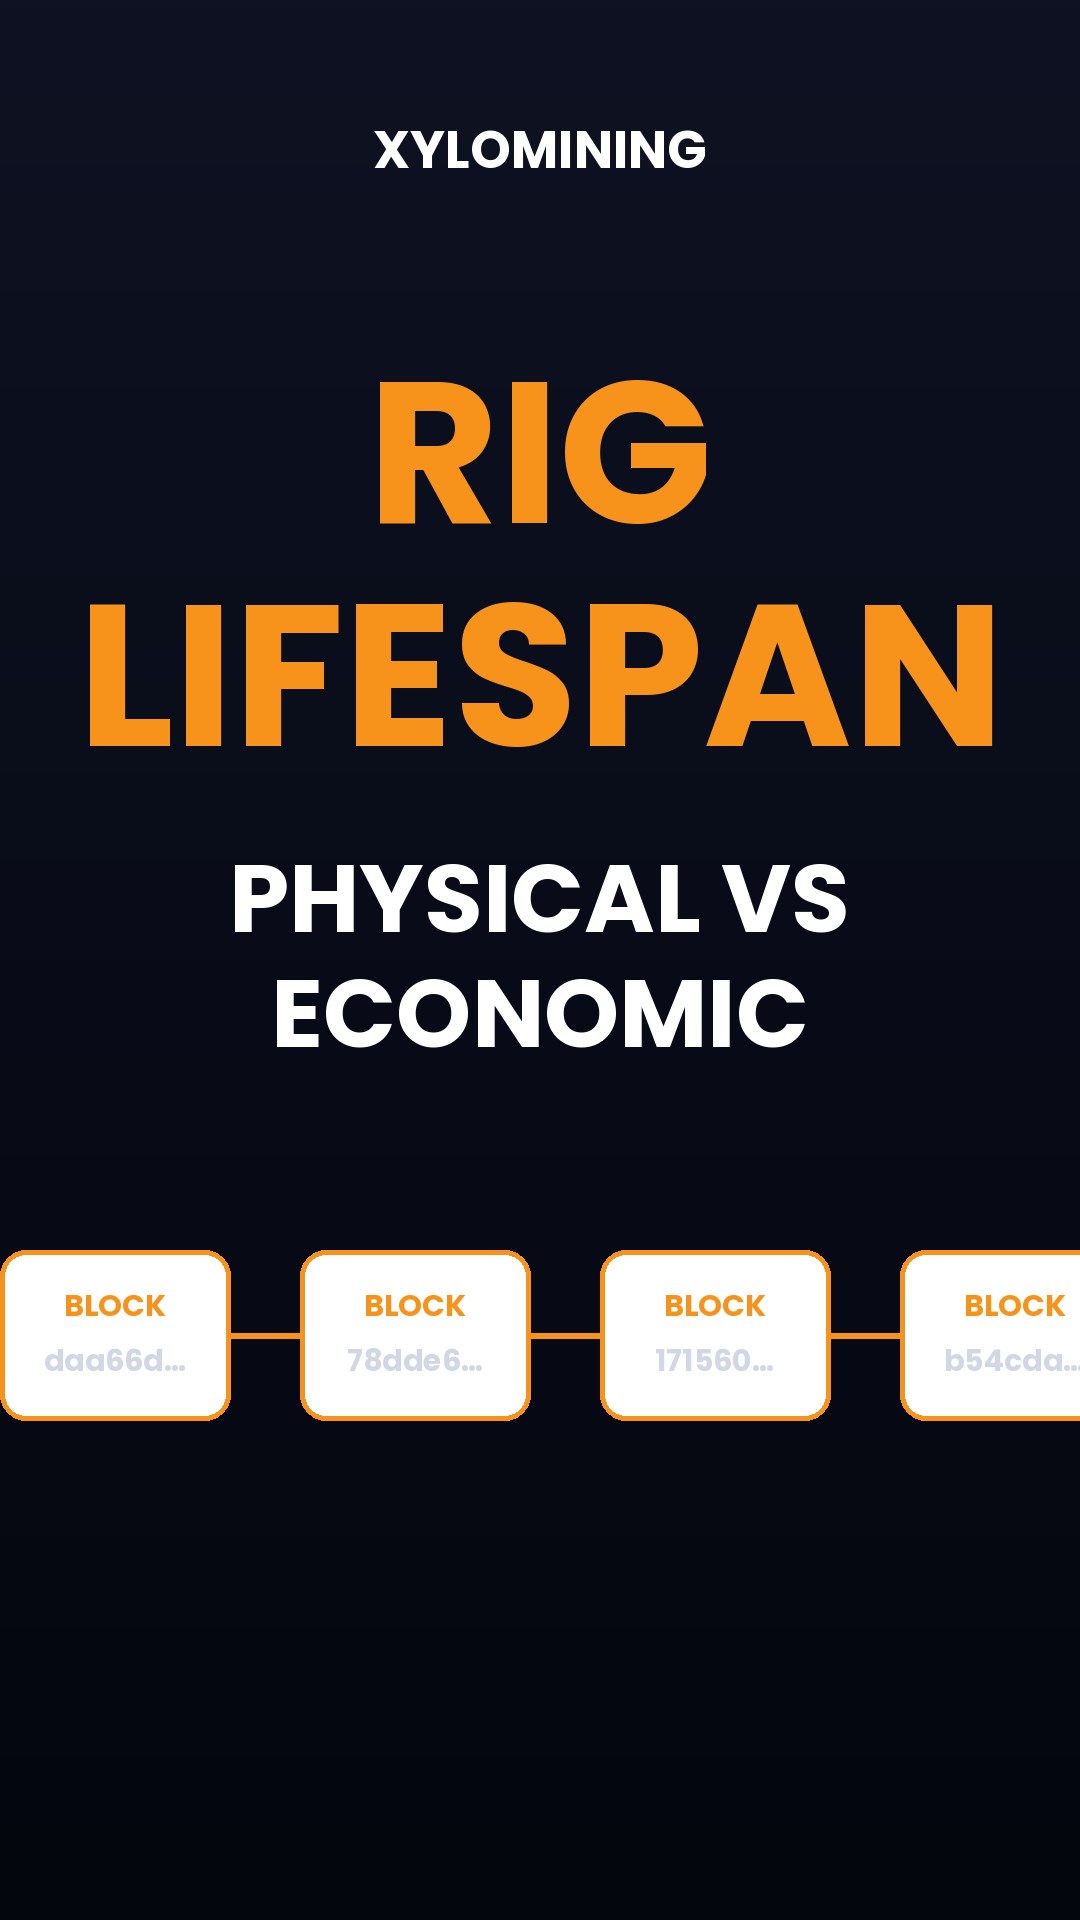 XYLOMINING
RIG
LIFESPAN
PHYSICAL VS
ECONOMIC
BLOCK BLOCK BLOCK BLOCK
daa66d... 78dde6... 171560... b54cda...